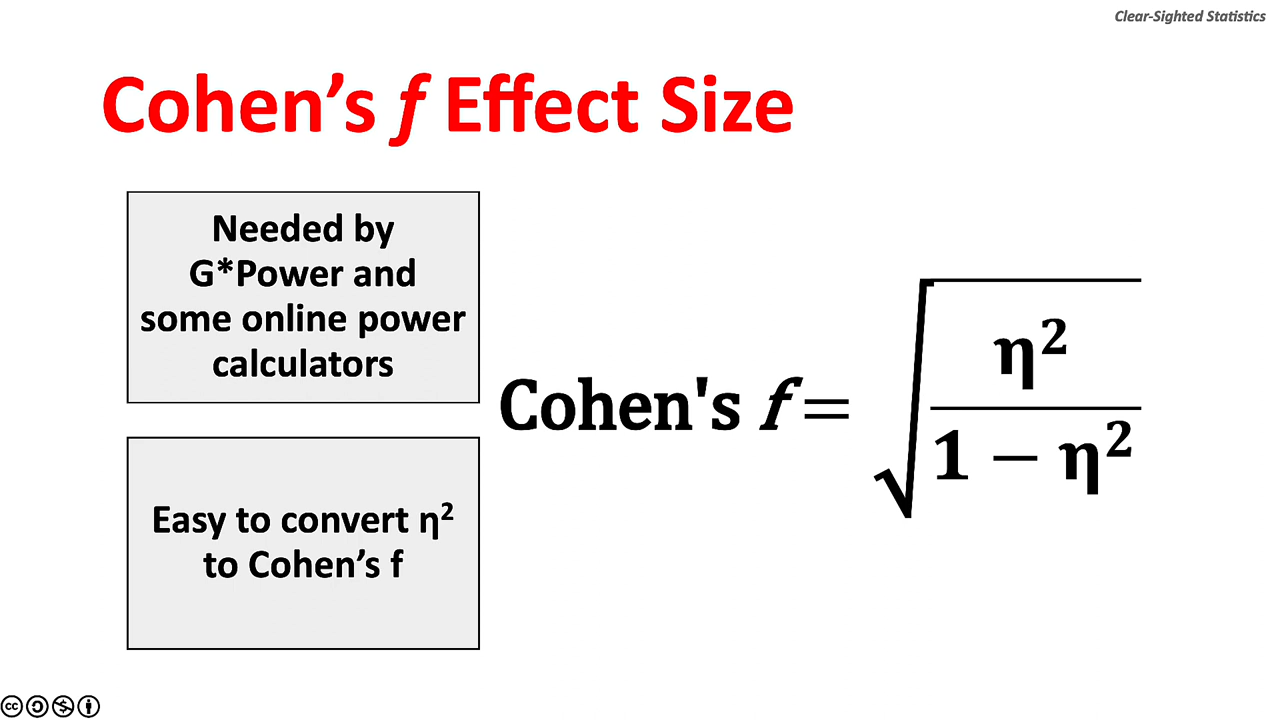 Clear-Sighted Statistics
Cohen’s f Effect Size
Needed by
G*Power and
some online power
calculators
Easy to convert η²
to Cohen’s f
Cohen's f = √(η² / (1 − η²))
cc